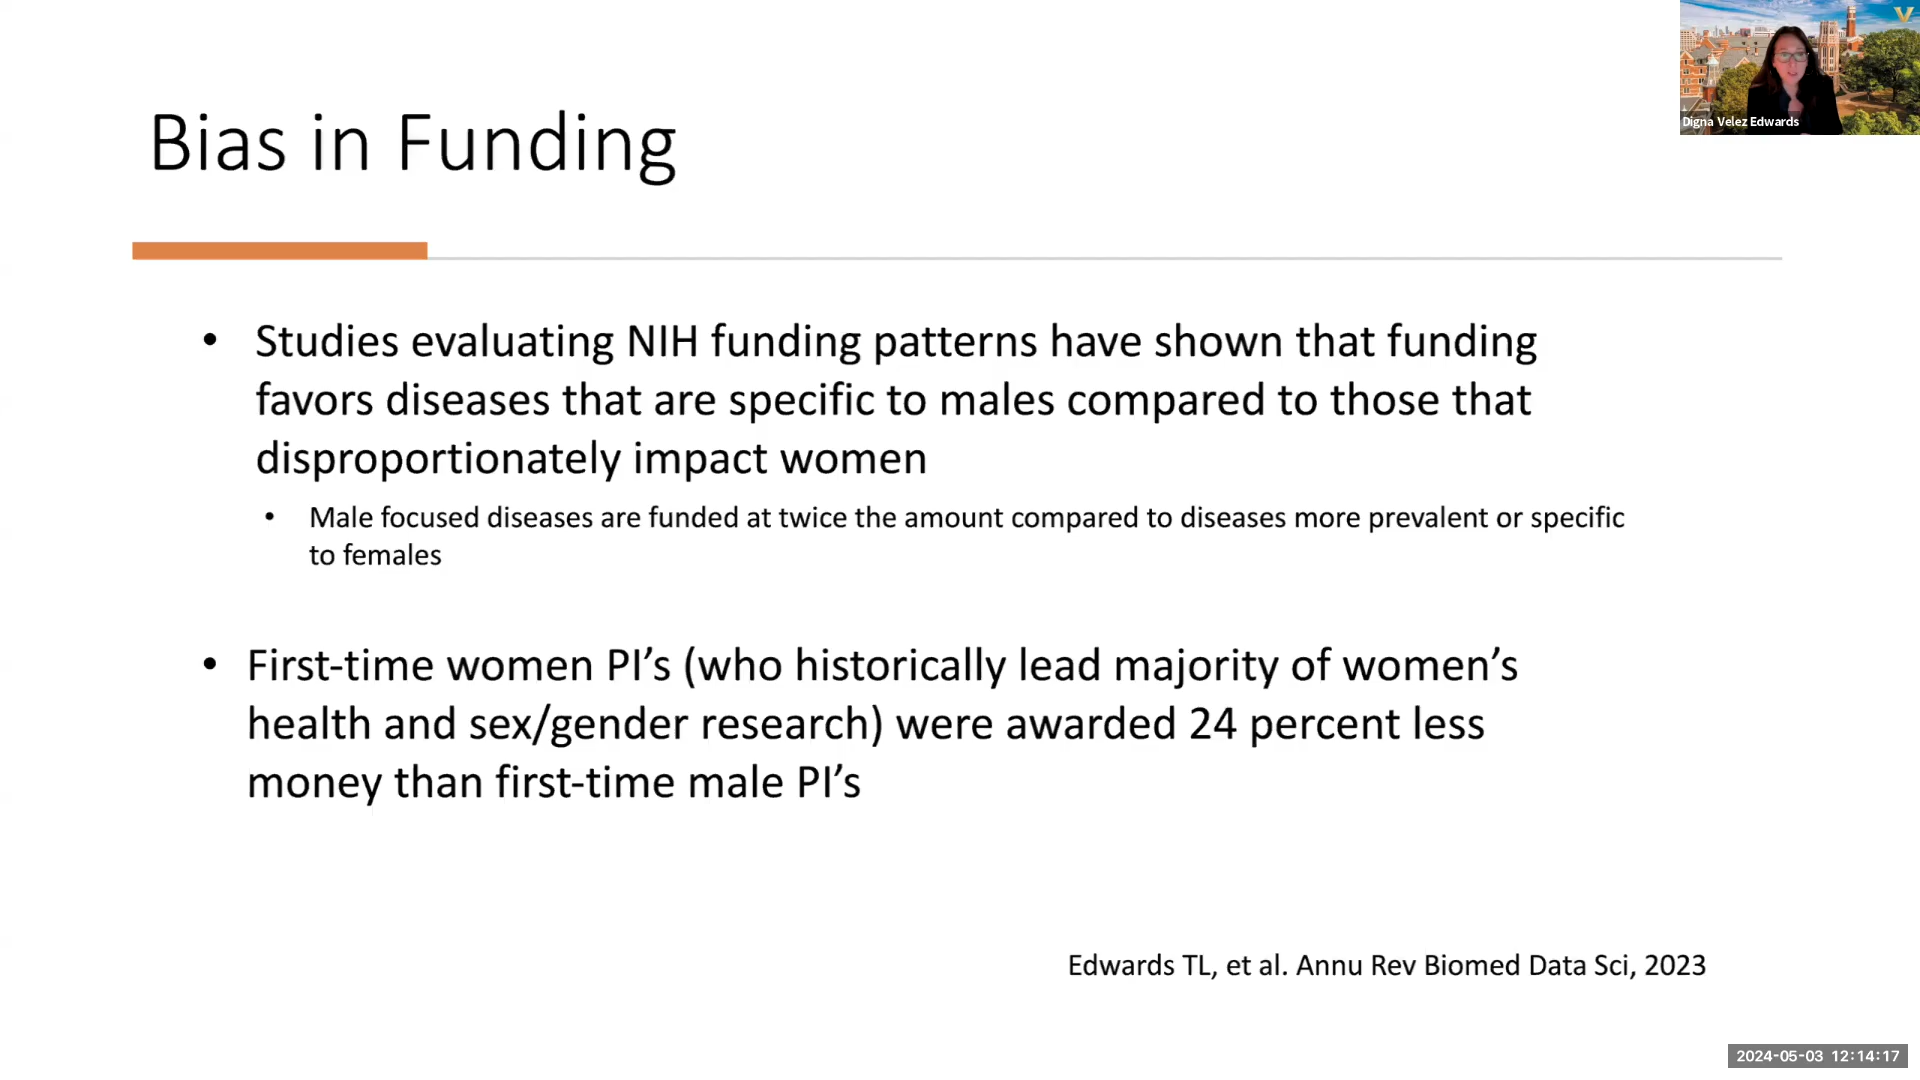 V
Digna Velez Edwards
Bias in Funding
• Studies evaluating NIH funding patterns have shown that funding
favors diseases that are specific to males compared to those that
disproportionately impact women
• Male focused diseases are funded at twice the amount compared to diseases more prevalent or specific
to females
• First-time women PI’s (who historically lead majority of women’s
health and sex/gender research) were awarded 24 percent less
money than first-time male PI’s
Edwards TL, et al. Annu Rev Biomed Data Sci, 2023
2024-05-03 12:14:17